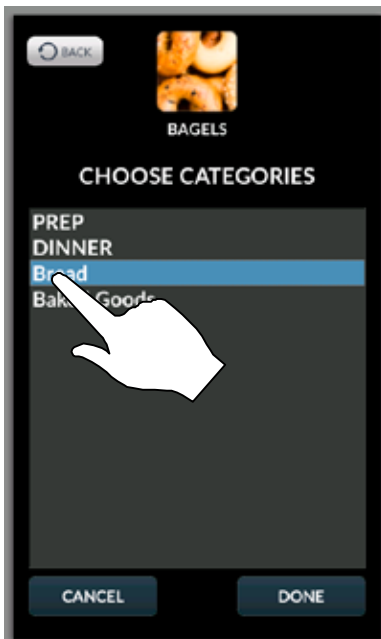 BACK
BAGELS
CHOOSE CATEGORIES
PREP
DINNER
Bread
Baked Goods
CANCEL
DONE